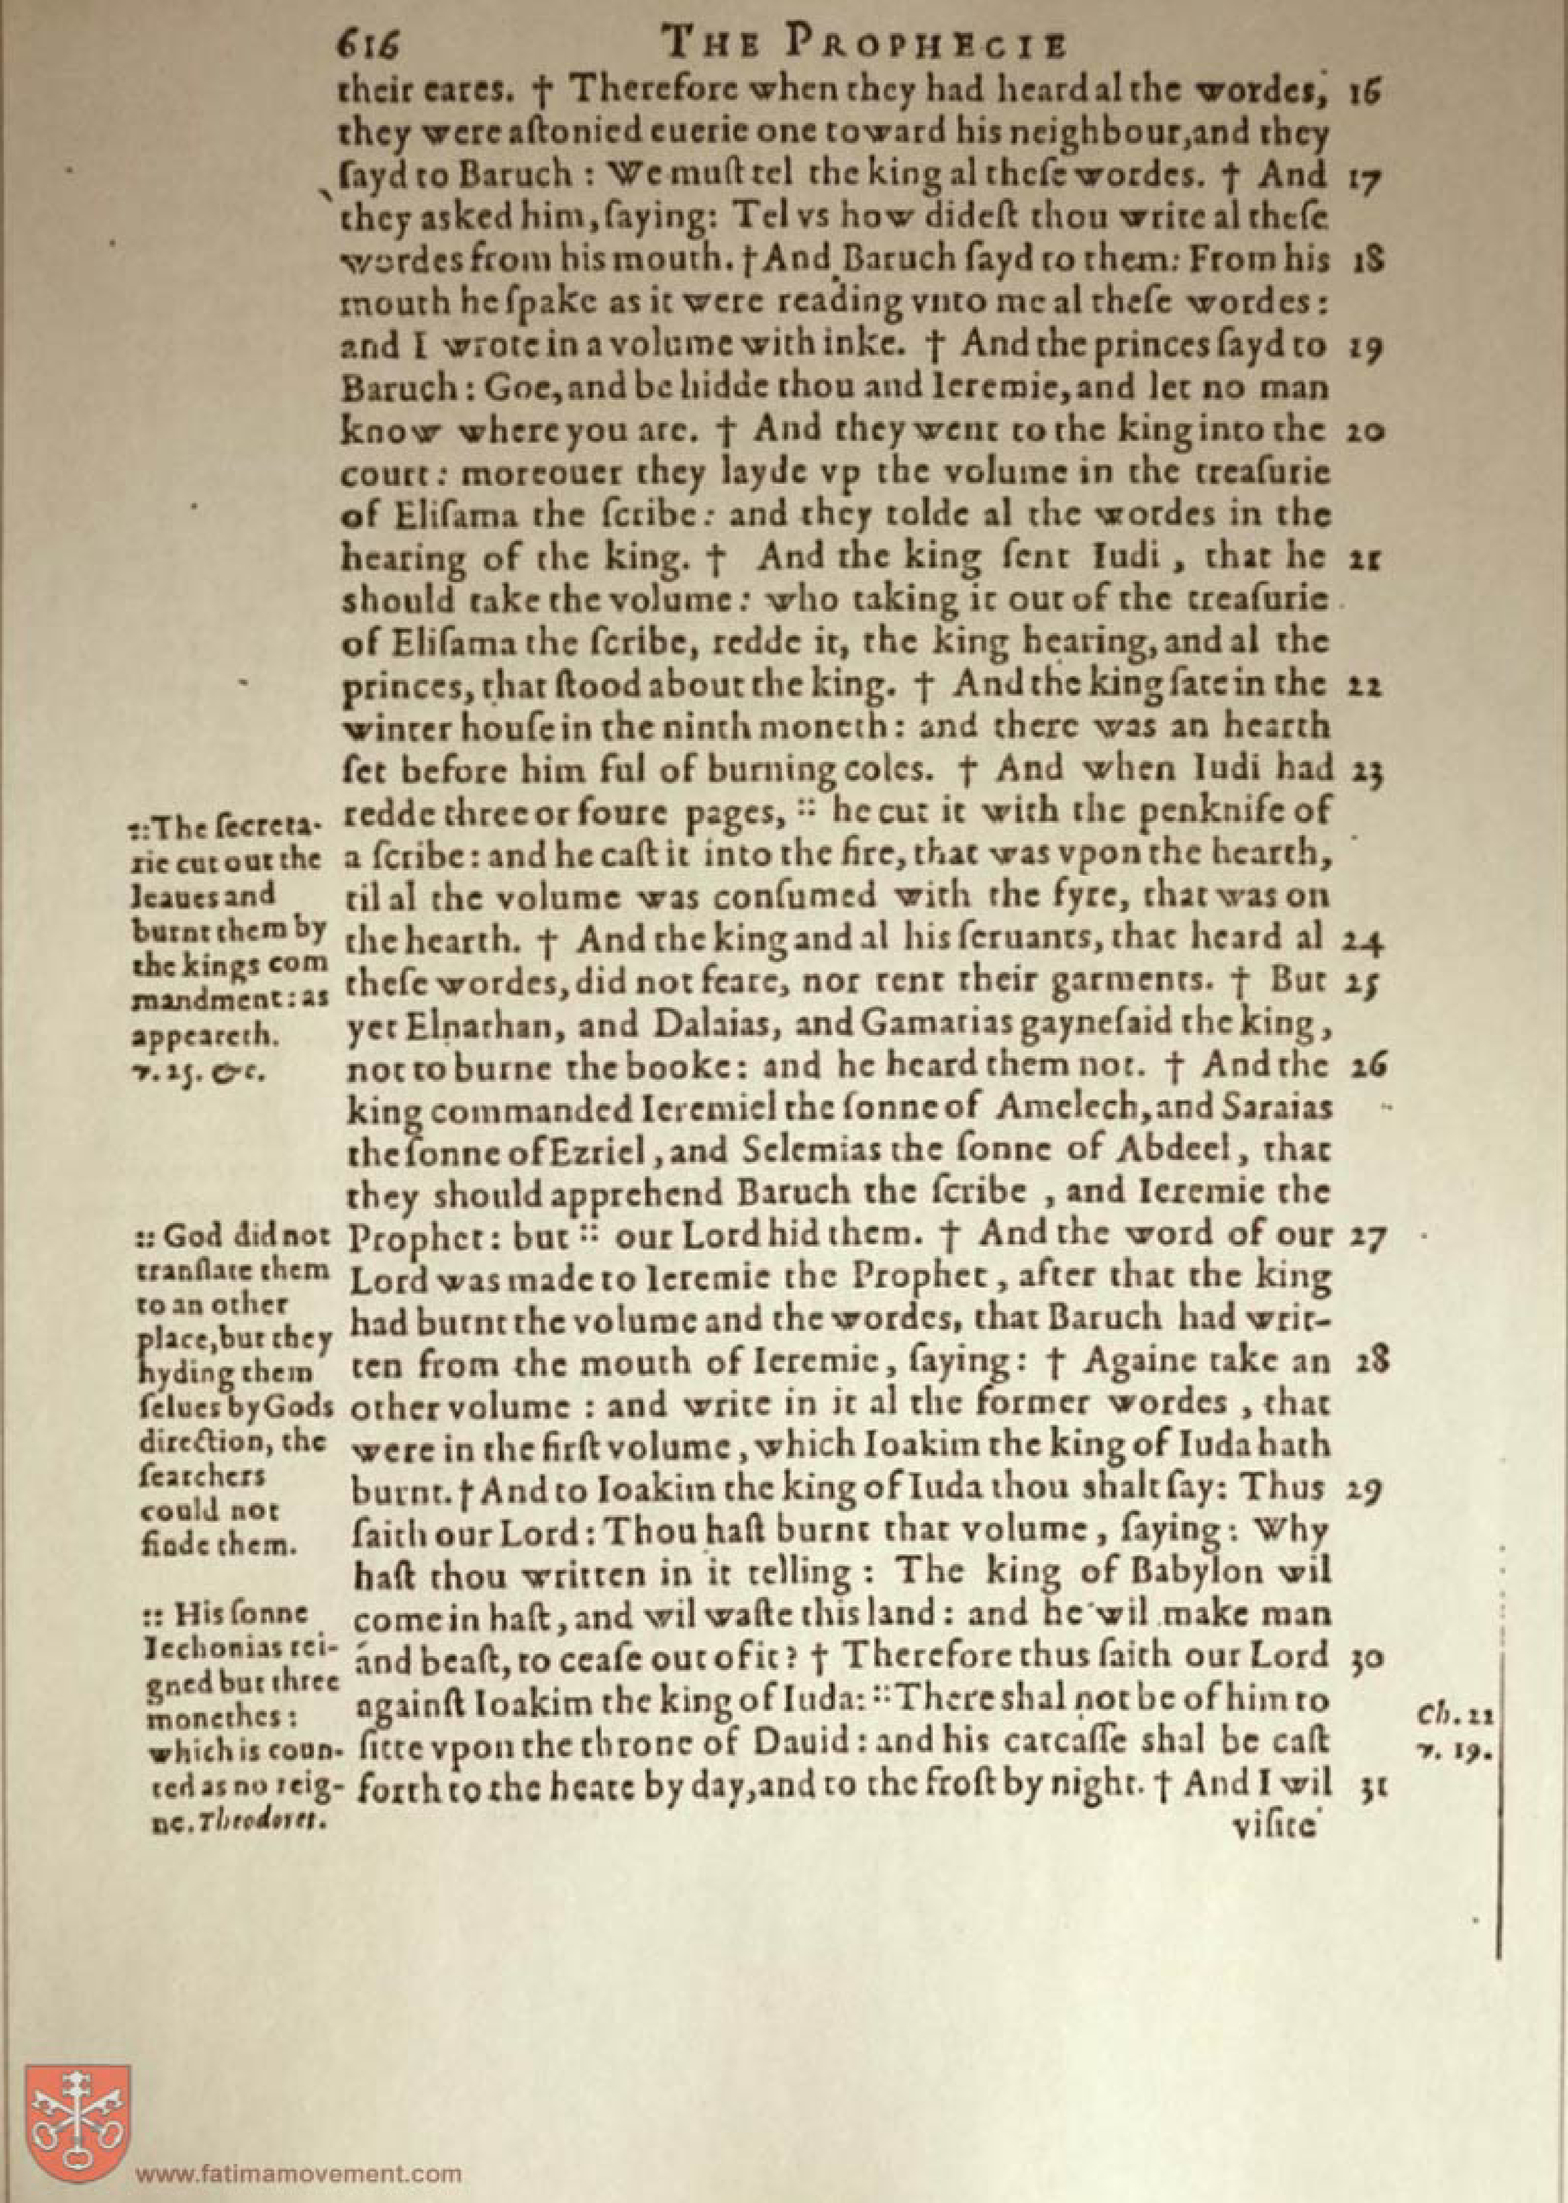 616 THE PROPHECIE
their eares. † Therefore when they had heard al the wordes, 16
they were aſtonied euerie one toward his neighbour,and they
ſayd to Baruch : We muſt tel the king al theſe wordes. † And 17
they asked him, ſaying: Tel vs how dideſt thou write al theſe
wordes from his mouth. † And Baruch ſayd to them: From his 18
mouth he ſpake as it were reading vnto me al theſe wordes :
and I wrote in a volume with inke. † And the princes ſayd to 19
Baruch : Goe, and be hidde thou and Ieremie, and let no man
know where you are. † And they went to the king into the 20
court : moreouer they layde vp the volume in the treaſurie
of Eliſama the ſcribe : and they tolde al the wordes in the
hearing of the king. † And the king ſent Iudi , that he 21
should take the volume : who taking it out of the treaſurie
of Eliſama the ſcribe, redde it, the king hearing, and al the
princes, that ſtood about the king. † And the king ſate in the 22
winter houſe in the ninth moneth : and there was an hearth
ſet before him ful of burning coles. † And when Iudi had 23
redde three or foure pages, :: he cut it with the penknife of
a ſcribe : and he caſt it into the fire, that was vpon the hearth,
til al the volume was conſumed with the fyre, that was on
the hearth. † And the king and al his ſeruants, that heard al 24
theſe wordes, did not feare, nor rent their garments. † But 25
yet Elnathan, and Dalaias, and Gamarias gayneſaid the king,
not to burne the booke : and he heard them not. † And the 26
king commanded Ieremiel the ſonne of Amelech, and Saraias
the ſonne of Ezriel , and Selemias the ſonne of Abdeel , that
they should apprehend Baruch the ſcribe , and Ieremie the
Prophet : but :: our Lord hid them. † And the word of our 27
Lord was made to Ieremie the Prophet , after that the king
had burnt the volume and the wordes, that Baruch had writ-
ten from the mouth of Ieremie, ſaying : † Againe take an 28
other volume : and write in it al the former wordes , that
were in the firſt volume , which Ioakim the king of Iuda hath
burnt. † And to Ioakim the king of Iuda thou shalt ſay: Thus 29
ſaith our Lord : Thou haſt burnt that volume , ſaying : Why
haſt thou written in it telling : The king of Babylon wil
come in haſt, and wil waſte this land : and he wil make man
and beaſt, to ceaſe out of it ? † Therefore thus ſaith our Lord 30
againſt Ioakim the king of Iuda: :: There shal not be of him to
ſitte vpon the throne of Dauid : and his carcaſſe shal be caſt
forth to the heate by day,and to the froſt by night. † And I wil 31
viſite
::The ſecreta-
rie cut out the
leaues and
burnt them by
the kings com
mandment : as
appeareth.
v. 25. &c.
:: God did not
tranſlate them
to an other
place, but they
hyding them
ſelues by Gods
direction, the
ſearchers
could not
finde them.
:: His ſonne
Iechonias rei-
gned but three
monethes :
which is coun-
ted as no reig-
ne. Theodoret.
Ch. 22
v. 19.
www.fatimamovement.com